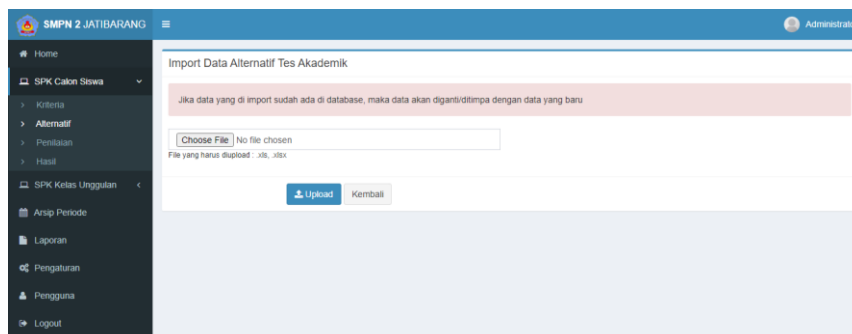 SMPN 2 JATIBARANG
Administrato
Home
SPK Calon Siswa
Kriteria
Alternatif
Penilaian
Hasil
SPK Kelas Unggulan
Arsip Periode
Laporan
Pengaturan
Pengguna
Logout
Import Data Alternatif Tes Akademik
Jika data yang di import sudah ada di database, maka data akan diganti/ditimpa dengan data yang baru
Choose File No file chosen
File yang harus diupload : .xls, .xlsx
Upload Kembali